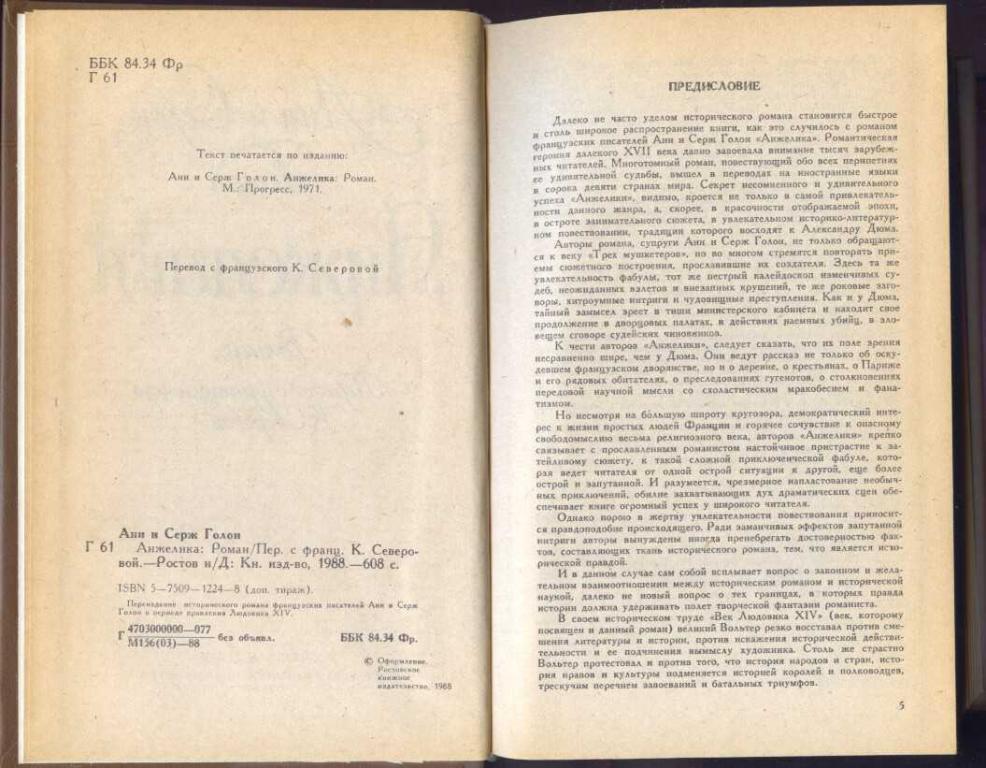 ББК 84.34 Фр
Г 61
Текст печатается по изданию:
Анн и Серж Голон. Анжелика: Роман.
М.: Прогресс, 1971.
Перевод с французского К. Северовой
Анн и Серж Голон
Г 61 Анжелика: Роман/Пер. с франц. К. Северо-
вой.—Ростов н/Д: Кн. изд-во, 1988.—608 с.
ISBN 5—7509—1224—8 (доп. тираж).
Переиздание исторического романа французских писателей Анн и Серж
Голон о периоде правления Людовика XIV.
Г 4703000000—077
М156(03)—88 без объявл. ББК 84.34 Фр.
© Оформление.
Ростовское
книжное
издательство, 1988
ПРЕДИСЛОВИЕ
Далеко не часто уделом исторического романа становится быстрое
и столь широкое распространение книги, как это случилось с романом
французских писателей Анн и Серж Голон «Анжелика». Романтическая
героиня далекого XVII века давно завоевала внимание тысяч зарубеж-
ных читателей. Многотомный роман, повествующий обо всех перипетиях
ее удивительной судьбы, вышел в переводах на иностранные языки
в сорока девяти странах мира. Секрет несомненного и удивительного
успеха «Анжелики», видимо, кроется не только в самой привлекатель-
ности данного жанра, а, скорее, в красочности отображаемой эпохи,
в остроте занимательного сюжета, в увлекательном историко-литератур-
ном повествовании, традиции которого восходят к Александру Дюма.
Авторы романа, супруги Анн и Серж Голон, не только обращают-
ся к веку «Трех мушкетеров», но во многом стремятся повторять при-
емы сюжетного построения, прославившие их создателя. Здесь та же
увлекательность фабулы, тот же пестрый калейдоскоп изменчивых су-
деб, неожиданных взлетов и внезапных крушений, те же роковые заго-
воры, хитроумные интриги и чудовищные преступления. Как и у Дюма,
тайный замысел зреет в тиши министерского кабинета и находит свое
продолжение в дворцовых палатах, в действиях наемных убийц, в зло-
вещем сговоре судейских чиновников.
К чести авторов «Анжелики», следует сказать, что их поле зрения
несравненно шире, чем у Дюма. Они ведут рассказ не только об оску-
девшем французском дворянстве, но и о деревне, о крестьянах, о Париже
и его рядовых обитателях, о преследованиях гугенотов, о столкновениях
передовой научной мысли со схоластическим мракобесием и фана-
тизмом.
Но несмотря на бо́льшую широту кругозора, демократический инте-
рес к жизни простых людей Франции и горячее сочувствие к опасному
свободомыслию весьма религиозного века, авторов «Анжелики» крепко
связывает с прославленным романистом настойчивое пристрастие к за-
тейливому сюжету, к такой сложной приключенческой фабуле, кото-
рая ведет читателя от одной острой ситуации к другой, еще более
острой и запутанной. И разумеется, чрезмерное напластование необыч-
ных приключений, обилие захватывающих дух драматических сцен обе-
спечивает книге огромный успех у широкого читателя.
Однако порою в жертву увлекательности повествования приносит-
ся правдоподобие происходящего. Ради заманчивых эффектов запутанной
интриги авторы вынуждены иногда пренебрегать достоверностью фак-
тов, составляющих ткань исторического романа, тем, что является исто-
рической правдой.
И в данном случае сам собой всплывает вопрос о законном и жела-
тельном взаимоотношении между историческим романом и исторической
наукой, далеко не новый вопрос о тех границах, в которых правда
истории должна удерживать полет творческой фантазии романиста.
В своем историческом труде «Век Людовика XIV» (век, которому
посвящен и данный роман) великий Вольтер резко восставал против сме-
шения литературы и истории, против искажения исторической действи-
тельности и ее подчинения вымыслу художника. Столь же страстно
Вольтер протестовал и против того, что история народов и стран, исто-
рия нравов и культуры подменяется историей королей и полководцев,
трескучим перечнем завоеваний и батальных триумфов.
5